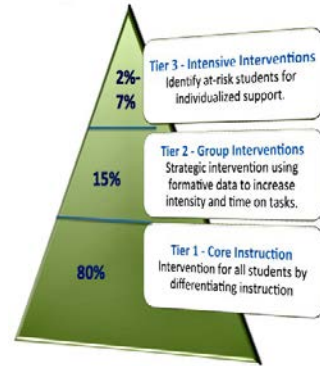 2%-
7%
Tier 3 - Intensive Interventions
Identify at-risk students for
individualized support.
15%
Tier 2 - Group Interventions
Strategic intervention using
formative data to increase
intensity and time on tasks.
80%
Tier 1 - Core Instruction
Intervention for all students by
differentiating instruction